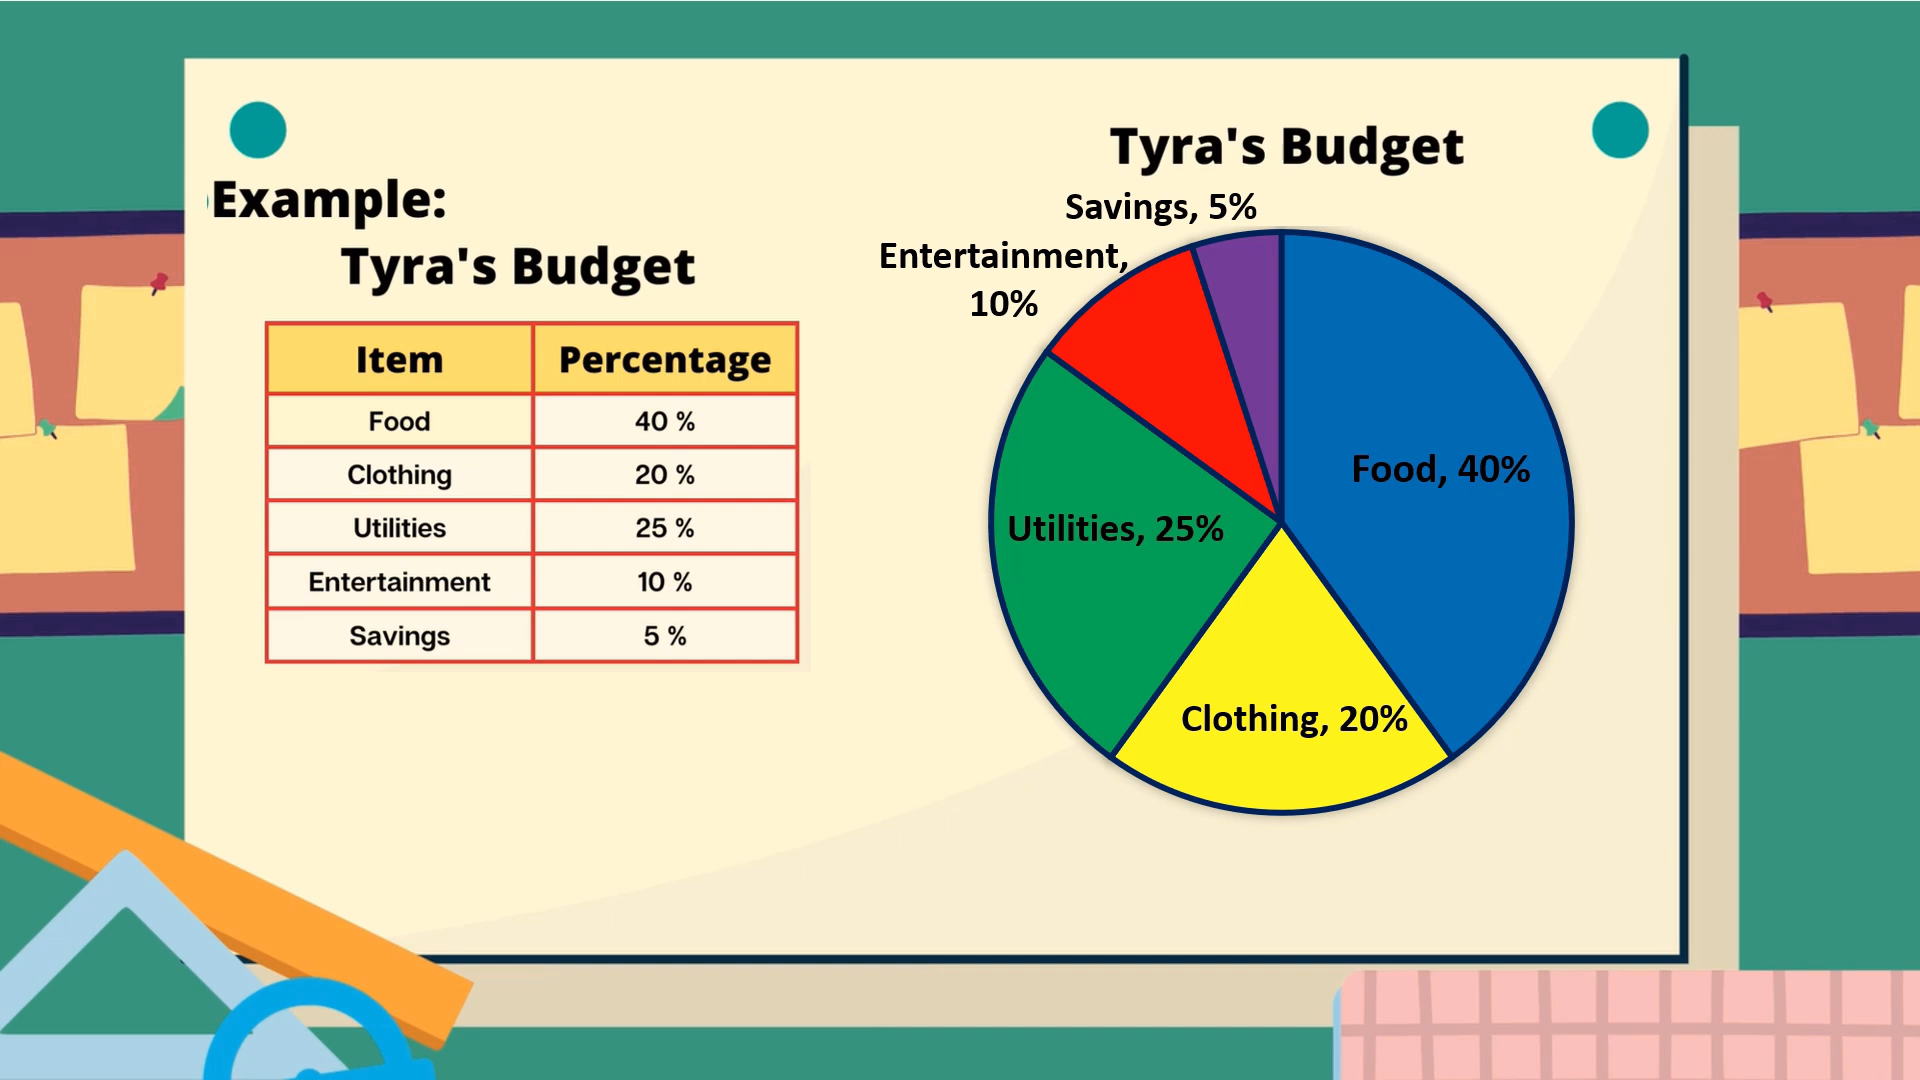 Example:
Tyra's Budget
Item Percentage
Food 40 %
Clothing 20 %
Utilities 25 %
Entertainment 10 %
Savings 5 %
Tyra's Budget
Savings, 5%
Entertainment,
10%
Food, 40%
Utilities, 25%
Clothing, 20%